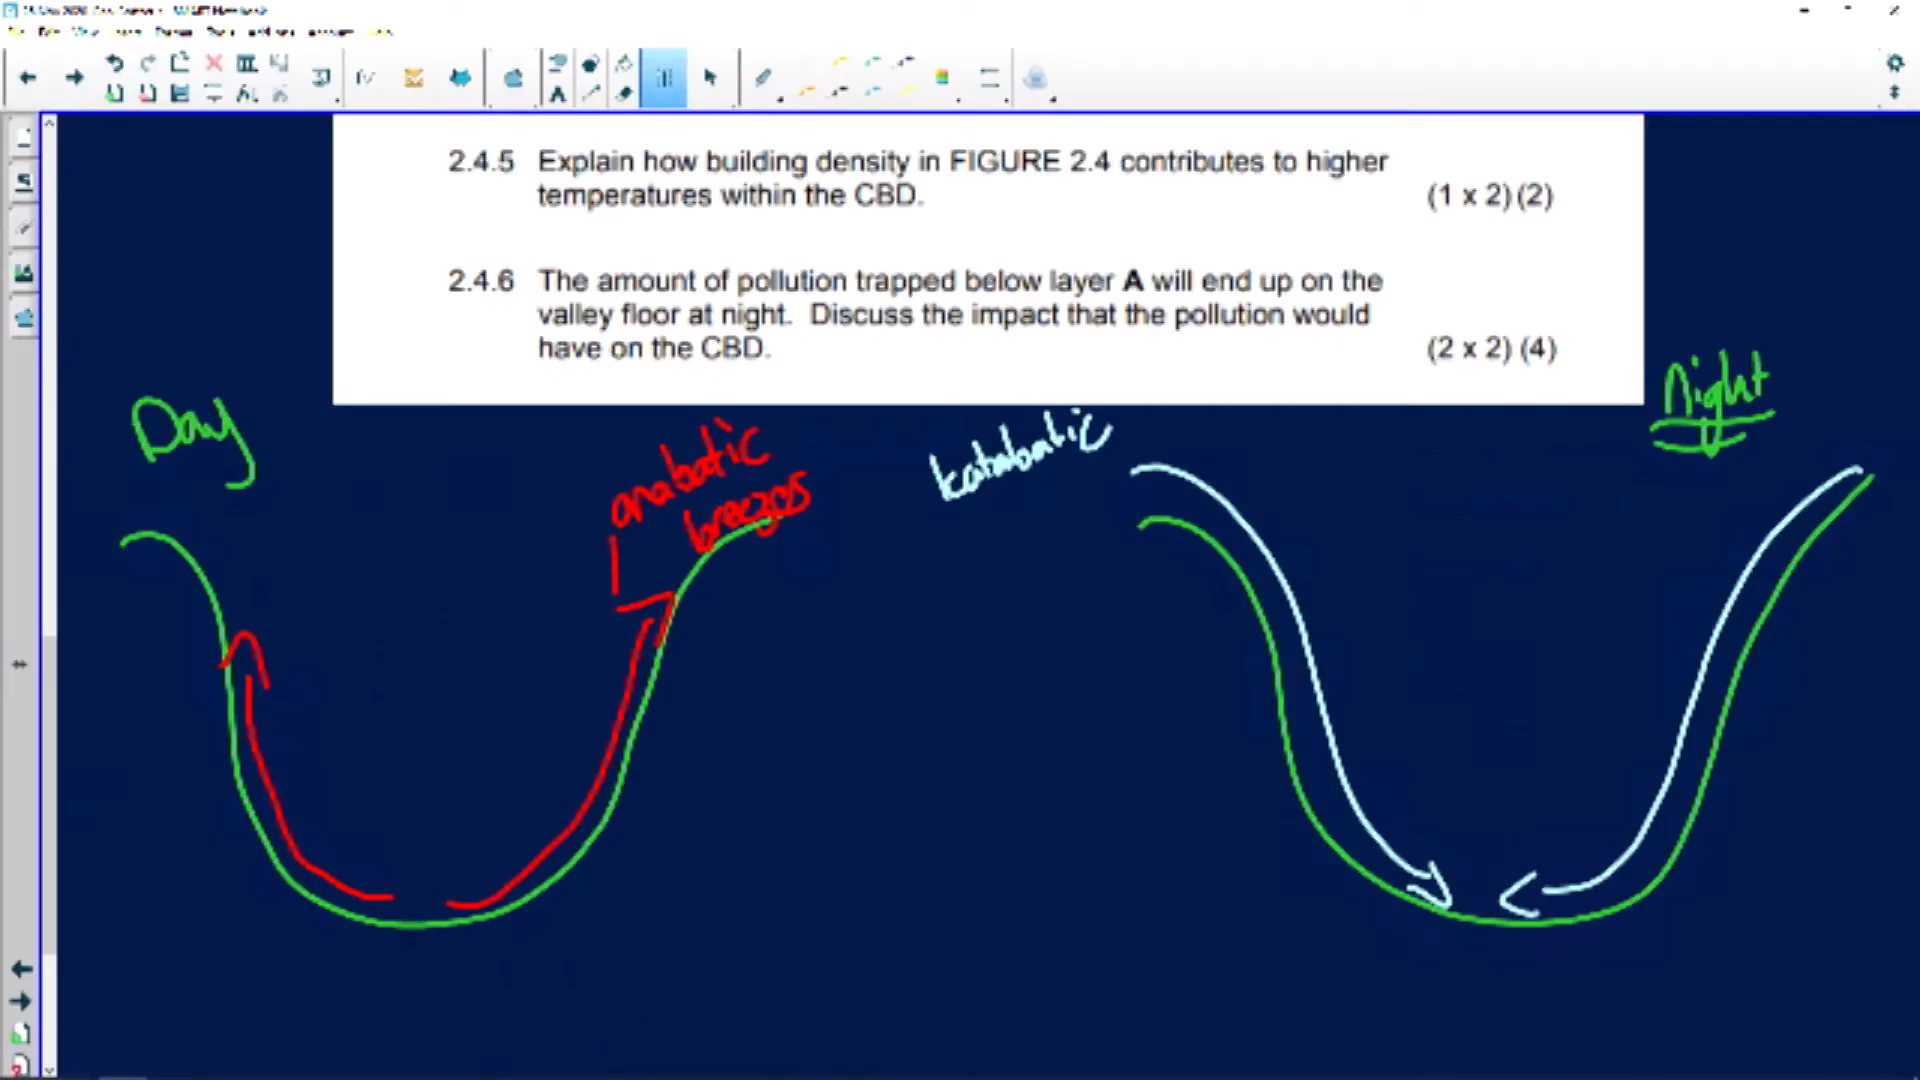 2.4.5 Explain how building density in FIGURE 2.4 contributes to higher
temperatures within the CBD. (1 x 2) (2)
2.4.6 The amount of pollution trapped below layer A will end up on the
valley floor at night. Discuss the impact that the pollution would
have on the CBD. (2 x 2) (4)
Day
anabatic
breezes
katabatic
Night